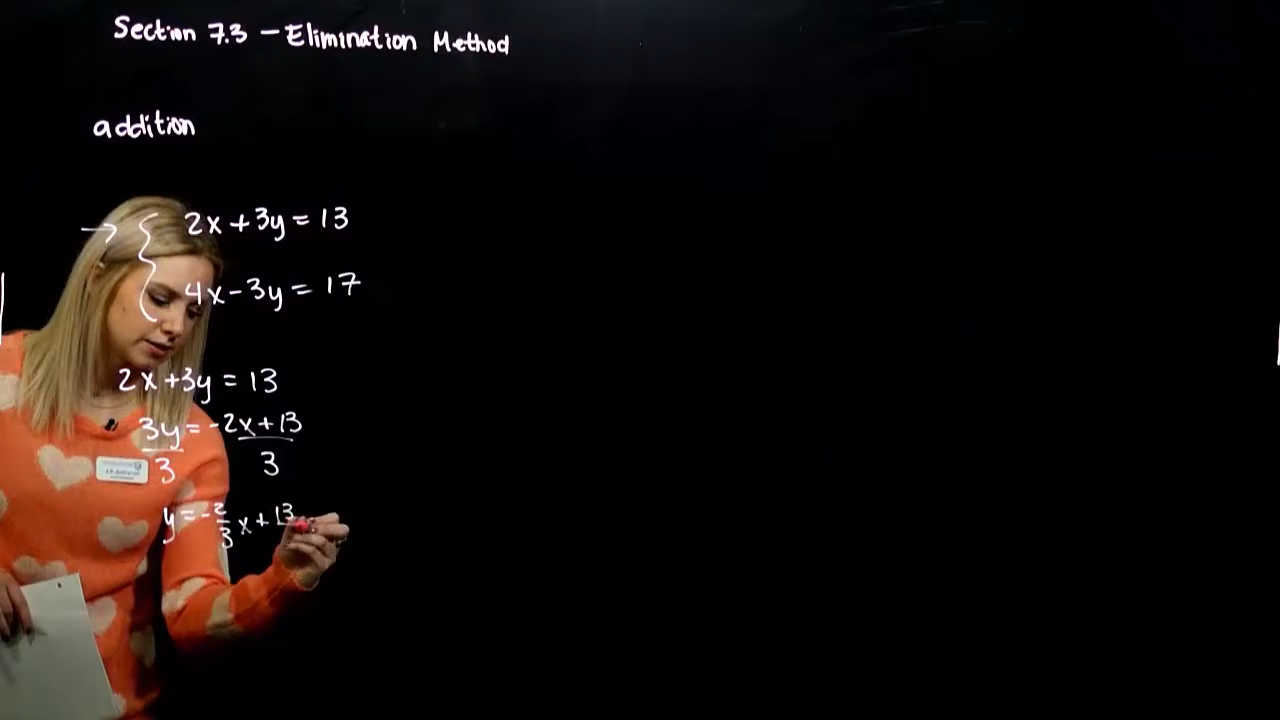 Section 7.3 – Elimination Method
addition
→ { 2x + 3y = 13
4x - 3y = 17
2x + 3y = 13
3y = -2x + 13
3 3
y = -2/3 x + 13